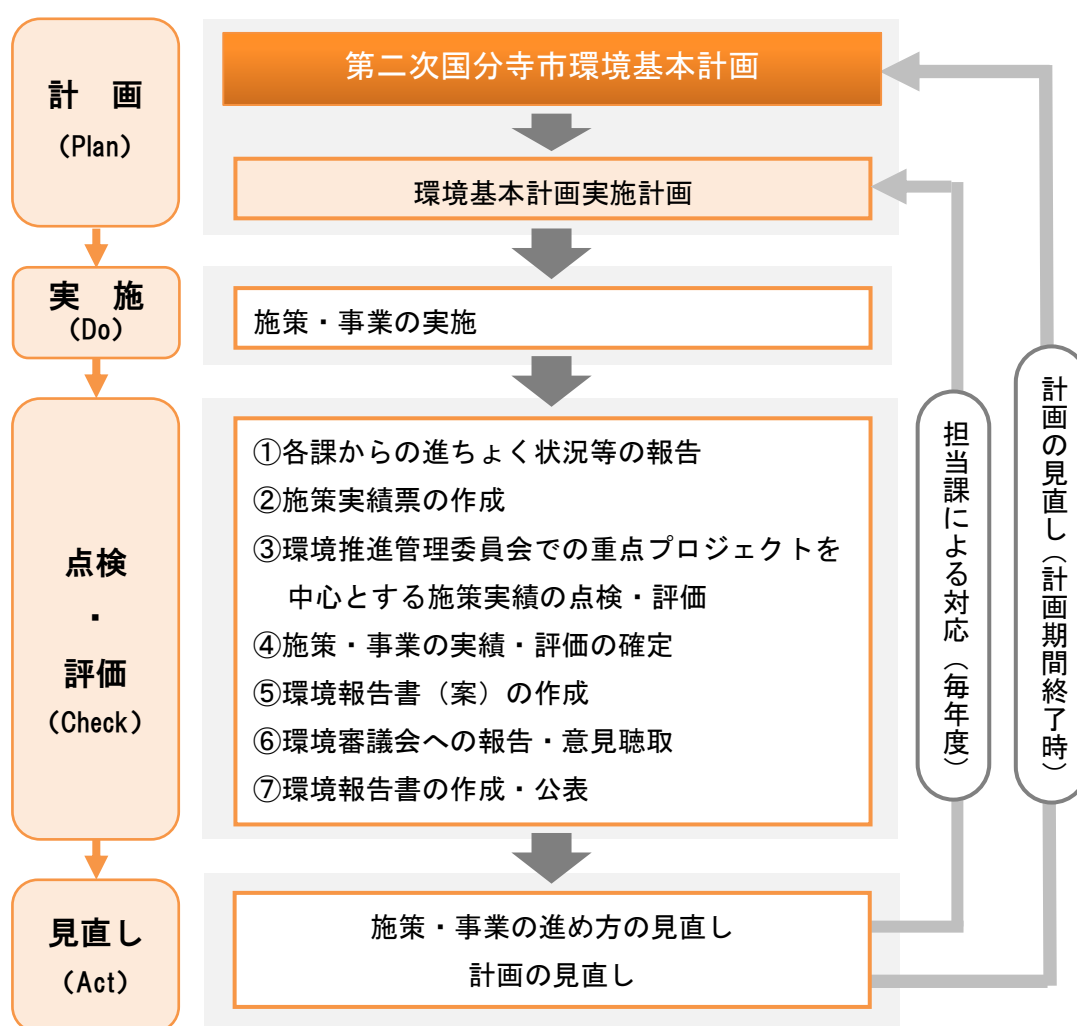 計　画
（Plan）
第二次国分寺市環境基本計画
環境基本計画実施計画
実　施
（Do）
施策・事業の実施
点検
・
評価
（Check）
①各課からの進ちょく状況等の報告
②施策実績票の作成
③環境推進管理委員会での重点プロジェクトを
中心とする施策実績の点検・評価
④施策・事業の実績・評価の確定
⑤環境報告書（案）の作成
⑥環境審議会への報告・意見聴取
⑦環境報告書の作成・公表
見直し
（Act）
施策・事業の進め方の見直し
計画の見直し
担当課による対応（毎年度）
計画の見直し（計画期間終了時）